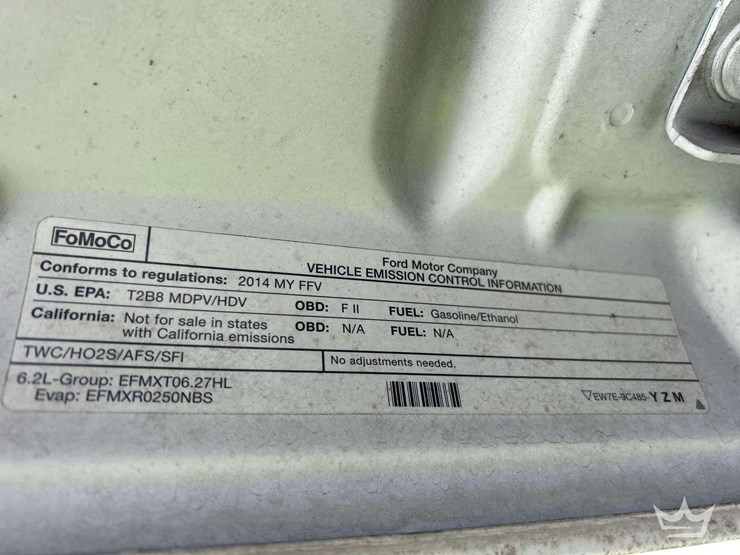 FoMoCo
Ford Motor Company
VEHICLE EMISSION CONTROL INFORMATION
Conforms to regulations: 2014 MY FFV
U.S. EPA: T2B8 MDPV/HDV OBD: F II FUEL: Gasoline/Ethanol
California: Not for sale in states with California emissions OBD: N/A FUEL: N/A
TWC/HO2S/AFS/SFI No adjustments needed.
6.2L-Group: EFMXT06.27HL
Evap: EFMXR0250NBS
EW7E-9C485-YZM